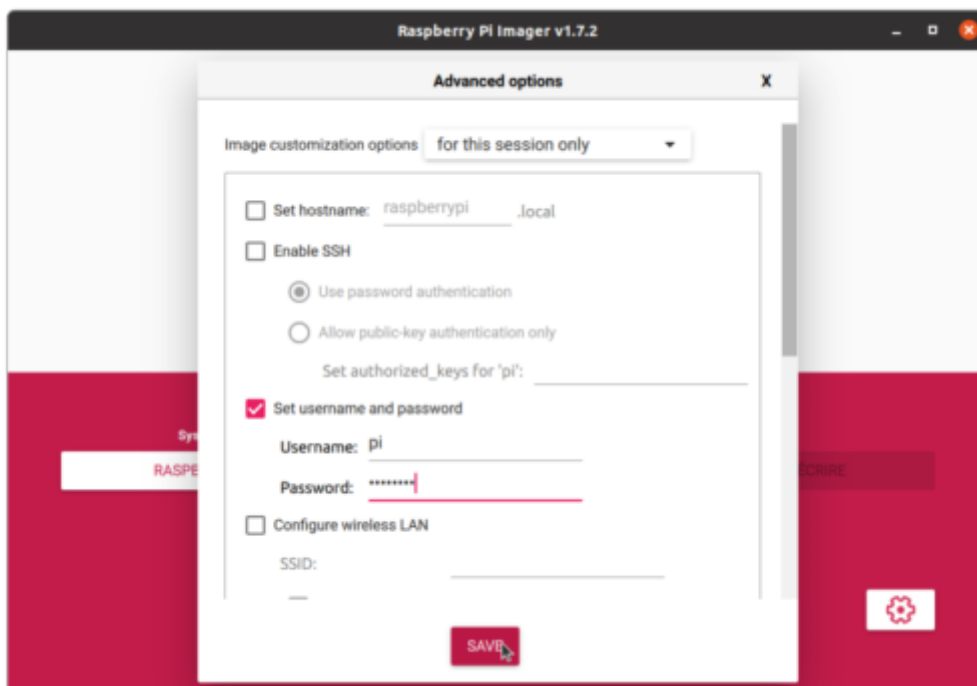 Raspberry Pi Imager v1.7.2
Advanced options X
Image customization options for this session only
Set hostname: raspberrypi .local
Enable SSH
Use password authentication
Allow public-key authentication only
Set authorized_keys for 'pi':
Set username and password
Username: pi
Password: ••••••••
Configure wireless LAN
SSID:
SAVE